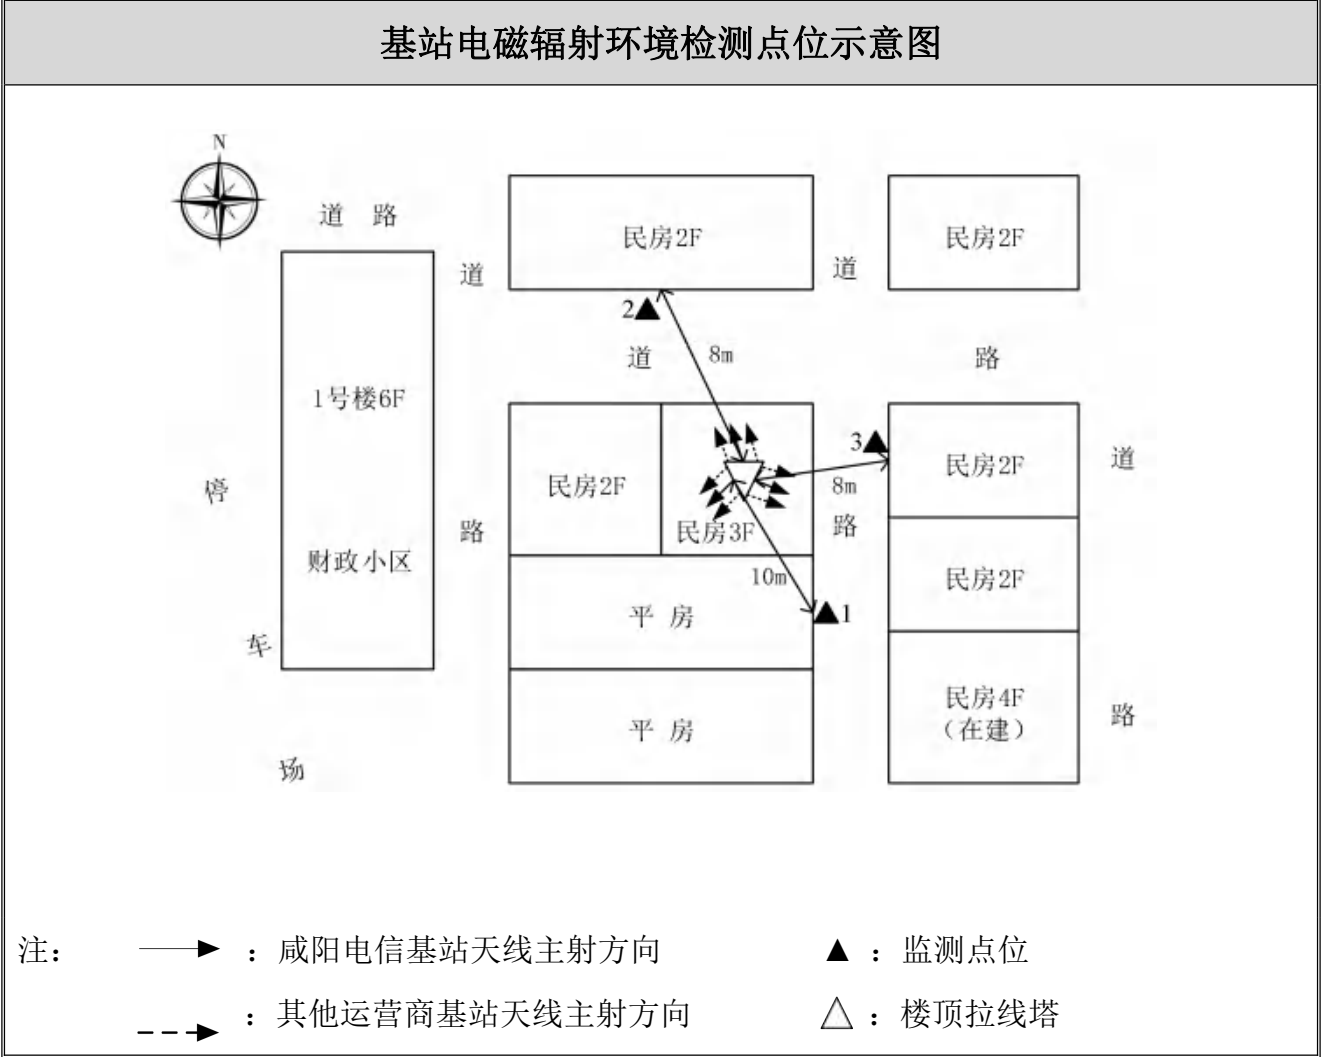 基站电磁辐射环境检测点位示意图
N
道 路
民房2F
民房2F
道
道
2
道
8m
路
1号楼6F
3
民房2F
道
停
民房2F
8m
路
民房3F
路
财政小区
10m
民房2F
平 房
1
车
民房4F
（在建）
平 房
路
场
注：
：咸阳电信基站天线主射方向
：监测点位
：其他运营商基站天线主射方向
：楼顶拉线塔